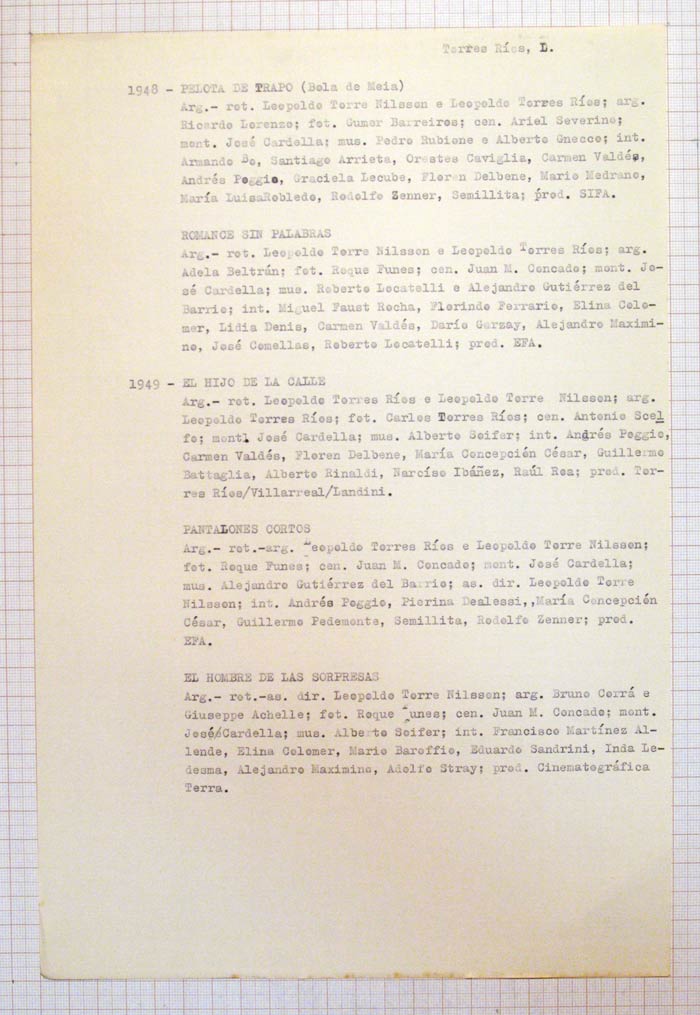 Torres Ríos, L.
1948 - PELOTA DE TRAPO (Bola de Meia)
Arg.- rot. Leopoldo Torre Nilsson e Leopoldo Torres Ríos; arg.
Ricardo Lorenzo; fot. Gumer Barreiros; cen. Ariel Severino;
mont. José Cardella; mus. Pedro Rubione e Alberto Gnecco; int.
Armando Bo, Santiago Arrieta, Orestes Caviglia, Carmen Valdés,
Andrés Poggio, Graciela Lecube, Floren Delbene, Mario Medrano,
María LuisaRobledo, Rodolfo Zenner, Semillita; prod. SIFA.
ROMANCE SIN PALABRAS
Arg.- rot. Leopoldo Torre Nilsson e Leopoldo Torres Ríos; arg.
Adela Beltrán; fot. Roque Funes; cen. Juan M. Concado; mont. Jo-
sé Cardella; mus. Roberto Locatelli e Alejandro Gutiérrez del
Barrio; int. Miguel Faust Rocha, Florindo Ferrario, Elina Colo-
mer, Lidia Denis, Carmen Valdés, Darío Garzay, Alejandro Maximi-
no, José Comellas, Roberto Locatelli; prod. EFA.
1949 - EL HIJO DE LA CALLE
Arg.- rot. Leopoldo Torres Ríos e Leopoldo Torre Nilsson; arg.
Leopoldo Torres Ríos; fot. Carlos Torres Ríos; cen. Antonio Scel
fo; mont. José Cardella; mus. Alberto Soifer; int. Andrés Poggio,
Carmen Valdés, Floren Delbene, María Concepción César, Guillermo
Battaglia, Alberto Rinaldi, Narcíso Ibáñez, Raúl Roa; prod. Tor-
res Ríos/Villarreal/Landini.
PANTALONES CORTOS
Arg.- rot.-arg. Leopoldo Torres Ríos e Leopoldo Torre Nilsson;
fot. Roque Funes; cen. Juan M. Concado; mont. José Cardella;
mus. Alejandro Gutiérrez del Barrio; as. dir. Leopoldo Torre
Nilsson; int. Andrés Poggio, Pierina Dealessi,,María Concepción
César, Guillermo Pedemonte, Semillita, Rodolfo Zenner; prod.
EFA.
EL HOMBRE DE LAS SORPRESAS
Arg.- rot.-as. dir. Leopoldo Torre Nilsson; arg. Bruno Corrá e
Giuseppe Achelle; fot. Roque Funes; cen. Juan M. Concado; mont.
José/Cardella; mus. Alberto Soifer; int. Francisco Martínez Al-
lende, Elina Colomer, Mario Baroffio, Eduardo Sandrini, Inda Le-
desma, Alejandro Maximino, Adolfo Stray; prod. Cinematográfica
Terra.